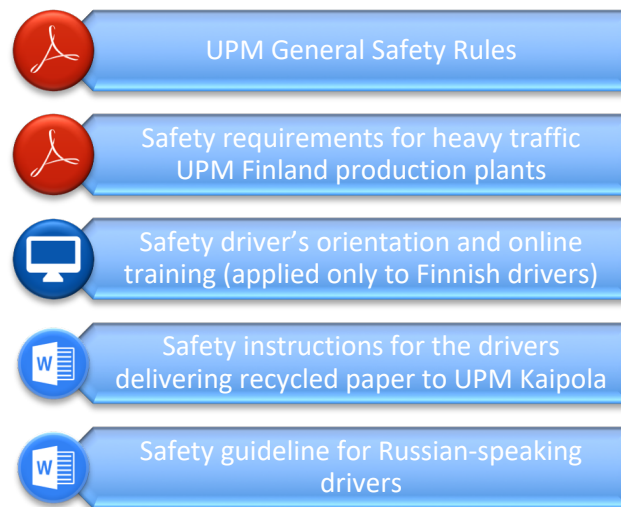 UPM General Safety Rules
Safety requirements for heavy traffic
UPM Finland production plants
Safety driver's orientation and online
training (applied only to Finnish drivers)
W
Safety instructions for the drivers
delivering recycled paper to UPM Kaipola
W
Safety guideline for Russian-speaking
drivers